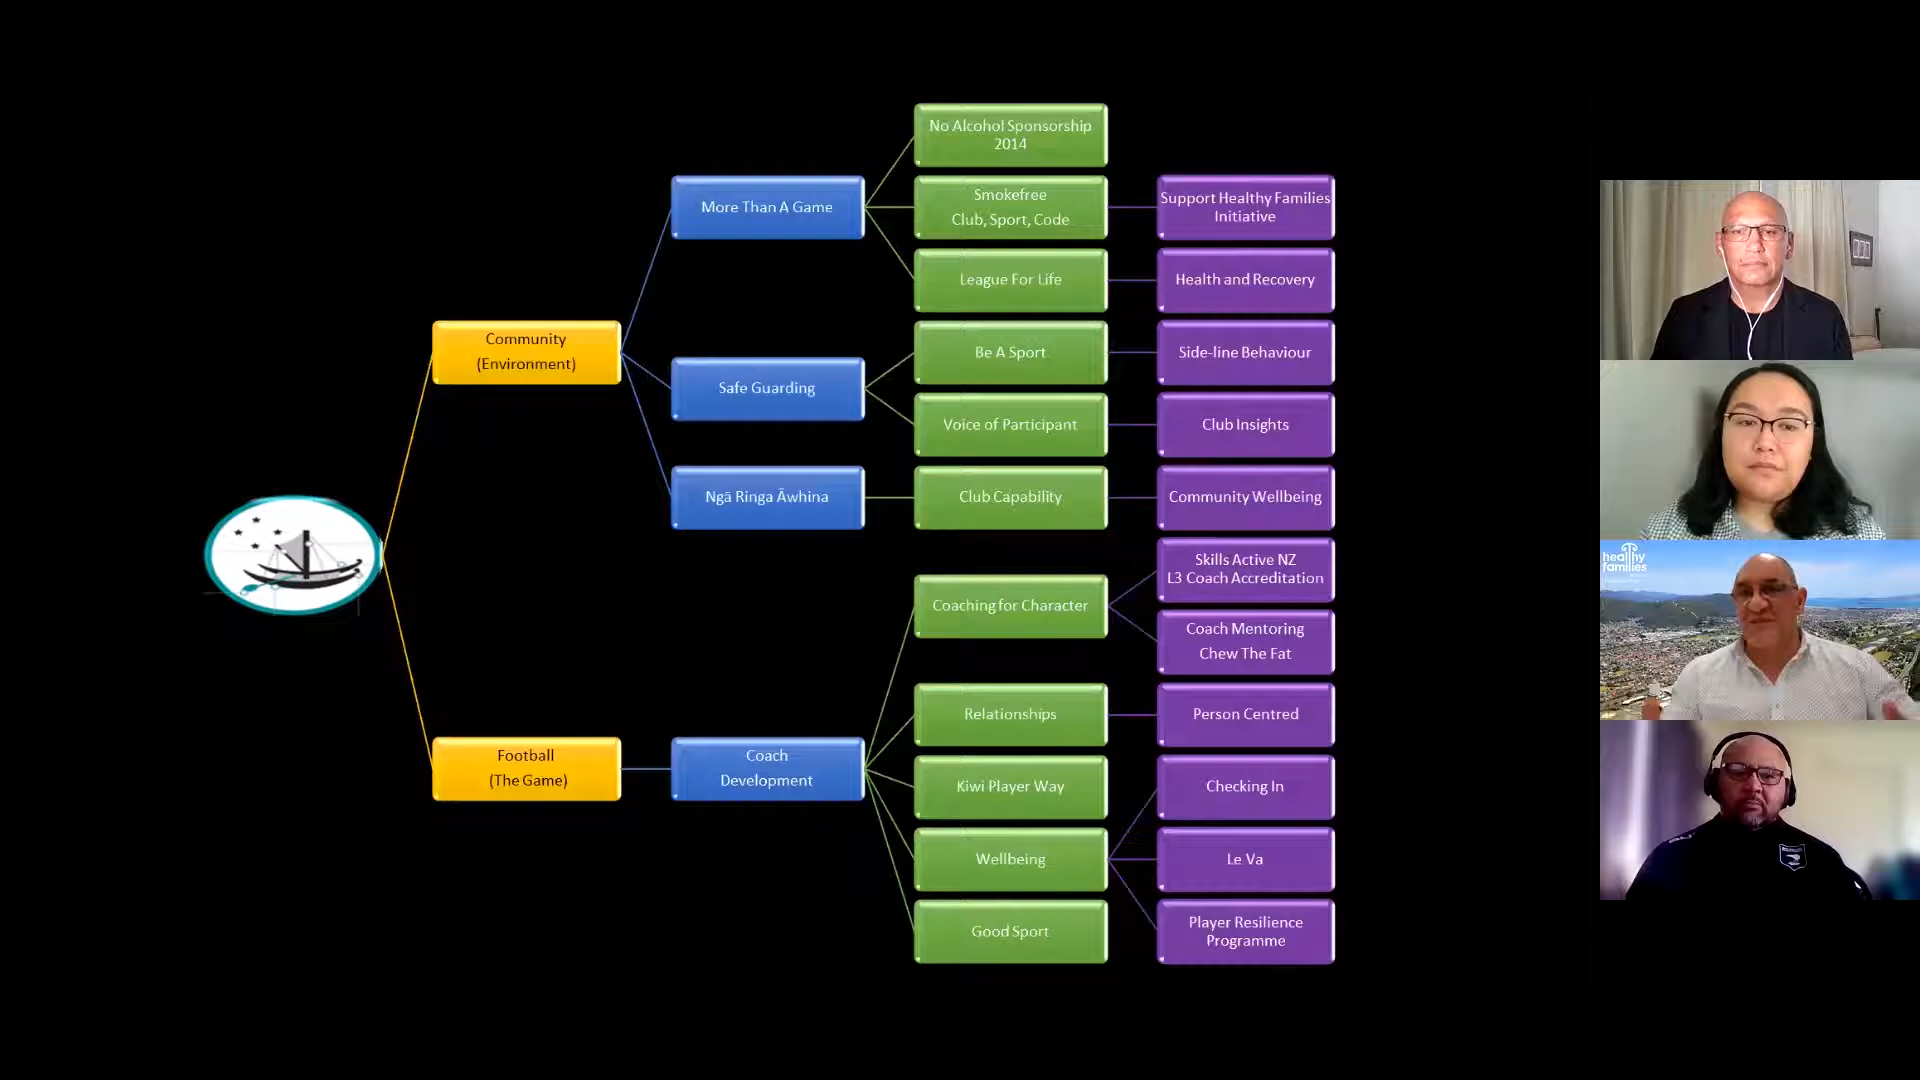 No Alcohol Sponsorship
2014
More Than A Game
Smokefree
Club, Sport, Code
Support Healthy Families
Initiative
League For Life
Health and Recovery
Community
(Environment)
Be A Sport
Side-line Behaviour
Safe Guarding
Voice of Participant
Club Insights
Ngā Ringa Āwhina
Club Capability
Community Wellbeing
Skills Active NZ
L3 Coach Accreditation
Coaching for Character
Coach Mentoring
Chew The Fat
Relationships
Person Centred
Football
(The Game)
Coach
Development
Kiwi Player Way
Checking In
Wellbeing
Le Va
Good Sport
Player Resilience
Programme
healthy
families